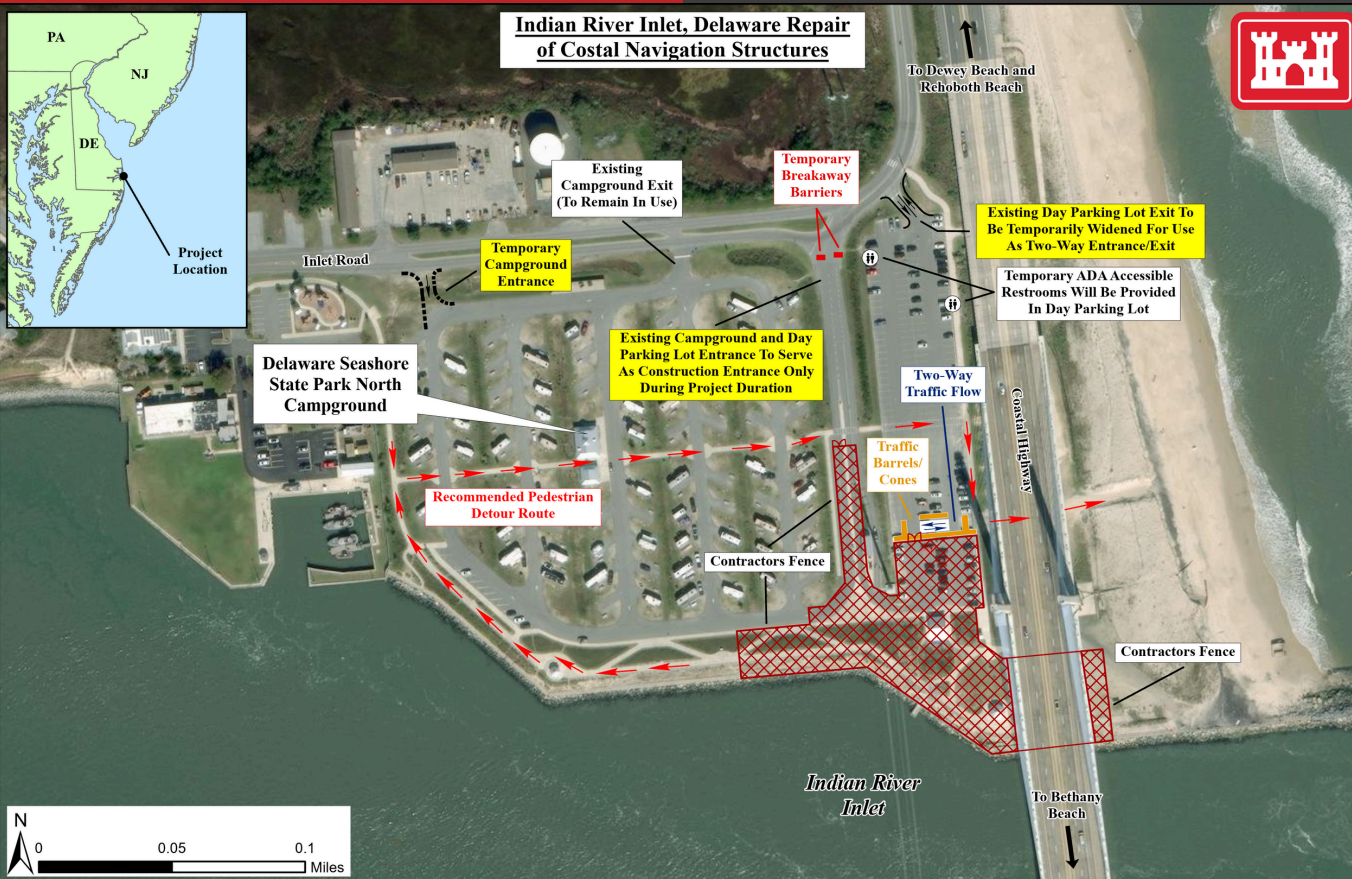 Indian River Inlet, Delaware Repair
of Costal Navigation Structures
PA
NJ
DE
Project
Location
To Dewey Beach and
Rehoboth Beach
Existing
Campground Exit
(To Remain In Use)
Temporary
Breakaway
Barriers
Existing Day Parking Lot Exit To
Be Temporarily Widened For Use
As Two-Way Entrance/Exit
Inlet Road
Temporary
Campground
Entrance
Temporary ADA Accessible
Restrooms Will Be Provided
In Day Parking Lot
Existing Campground and Day
Parking Lot Entrance To Serve
As Construction Entrance Only
During Project Duration
Delaware Seashore
State Park North
Campground
Two-Way
Traffic Flow
Coastal Highway
Traffic
Barrels/
Cones
Recommended Pedestrian
Detour Route
Contractors Fence
Contractors Fence
Indian River
Inlet
To Bethany
Beach
N
0 0.05 0.1
Miles